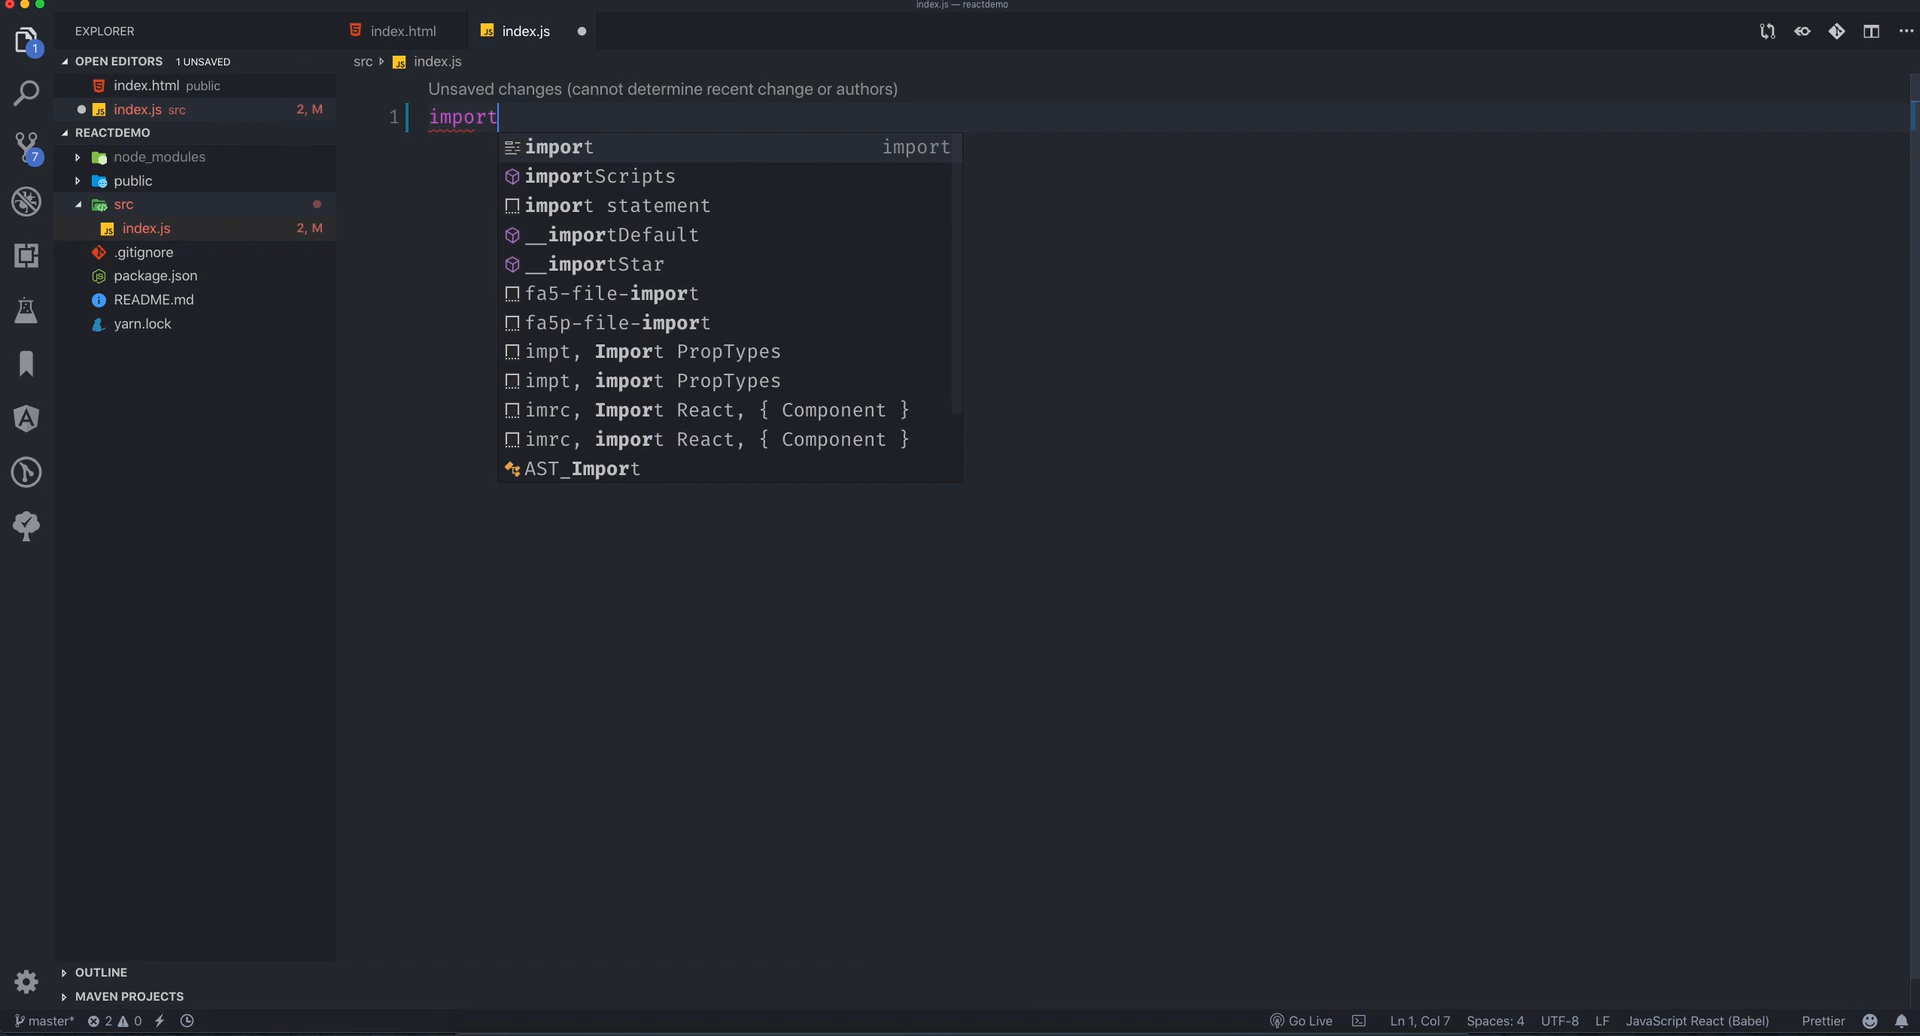 index.js — reactdemo
EXPLORER
index.html
index.js
OPEN EDITORS 1 UNSAVED
src index.js
index.html public
index.js src 2, M
Unsaved changes (cannot determine recent change or authors)
REACTDEMO
1 import
node_modules
public
src
index.js 2, M
.gitignore
package.json
README.md
yarn.lock
import import
importScripts
import statement
__importDefault
__importStar
fa5-file-import
fa5p-file-import
impt, Import PropTypes
impt, import PropTypes
imrc, Import React, { Component }
imrc, import React, { Component }
AST_Import
1
7
OUTLINE
MAVEN PROJECTS
master* 2 0 Go Live Ln 1, Col 7 Spaces: 4 UTF-8 LF JavaScript React (Babel) Prettier